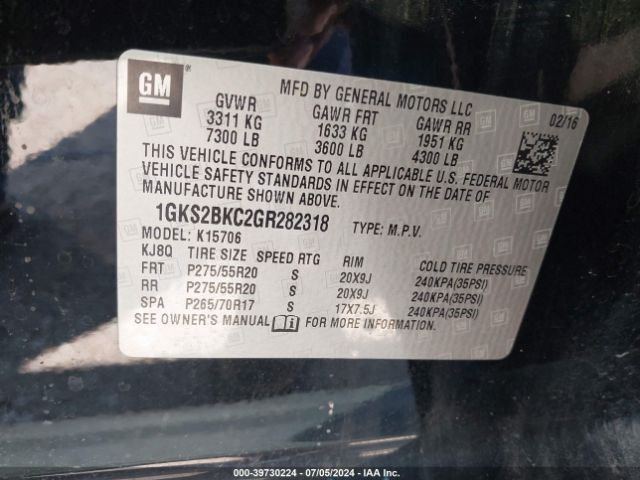 GM
MFD BY GENERAL MOTORS LLC
02/16
GVWR GAWR FRT GAWR RR
3311 KG 1633 KG 1951 KG
7300 LB 3600 LB 4300 LB
THIS VEHICLE CONFORMS TO ALL APPLICABLE U.S. FEDERAL MOTOR
VEHICLE SAFETY STANDARDS IN EFFECT ON THE DATE OF
MANUFACTURE SHOWN ABOVE.
1GKS2BKC2GR282318 TYPE: M.P.V.
MODEL: K15706
KJ8Q TIRE SIZE SPEED RTG RIM COLD TIRE PRESSURE
FRT P275/55R20 S 20X9J 240KPA(35PSI)
RR P275/55R20 S 20X9J 240KPA(35PSI)
SPA P265/70R17 S 17X7.5J 240KPA(35PSI)
SEE OWNER'S MANUAL FOR MORE INFORMATION.
000-39730224 / 07/05/2024 / IAA Inc.